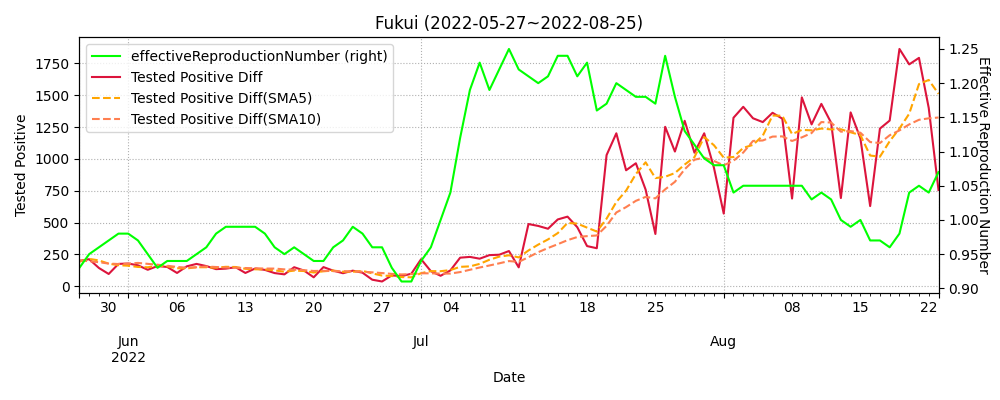 Fukui (2022-05-27~2022-08-25)
effectiveReproductionNumber (right)
Tested Positive Diff
Tested Positive Diff(SMA5)
Tested Positive Diff(SMA10)
Tested Positive
1750
1500
1250
1000
750
500
250
0
Effective Reproduction Number
1.25
1.20
1.15
1.10
1.05
1.00
0.95
0.90
30 06 13 20 27 04 11 18 25 08 15 22
Jun Jul Aug
2022
Date